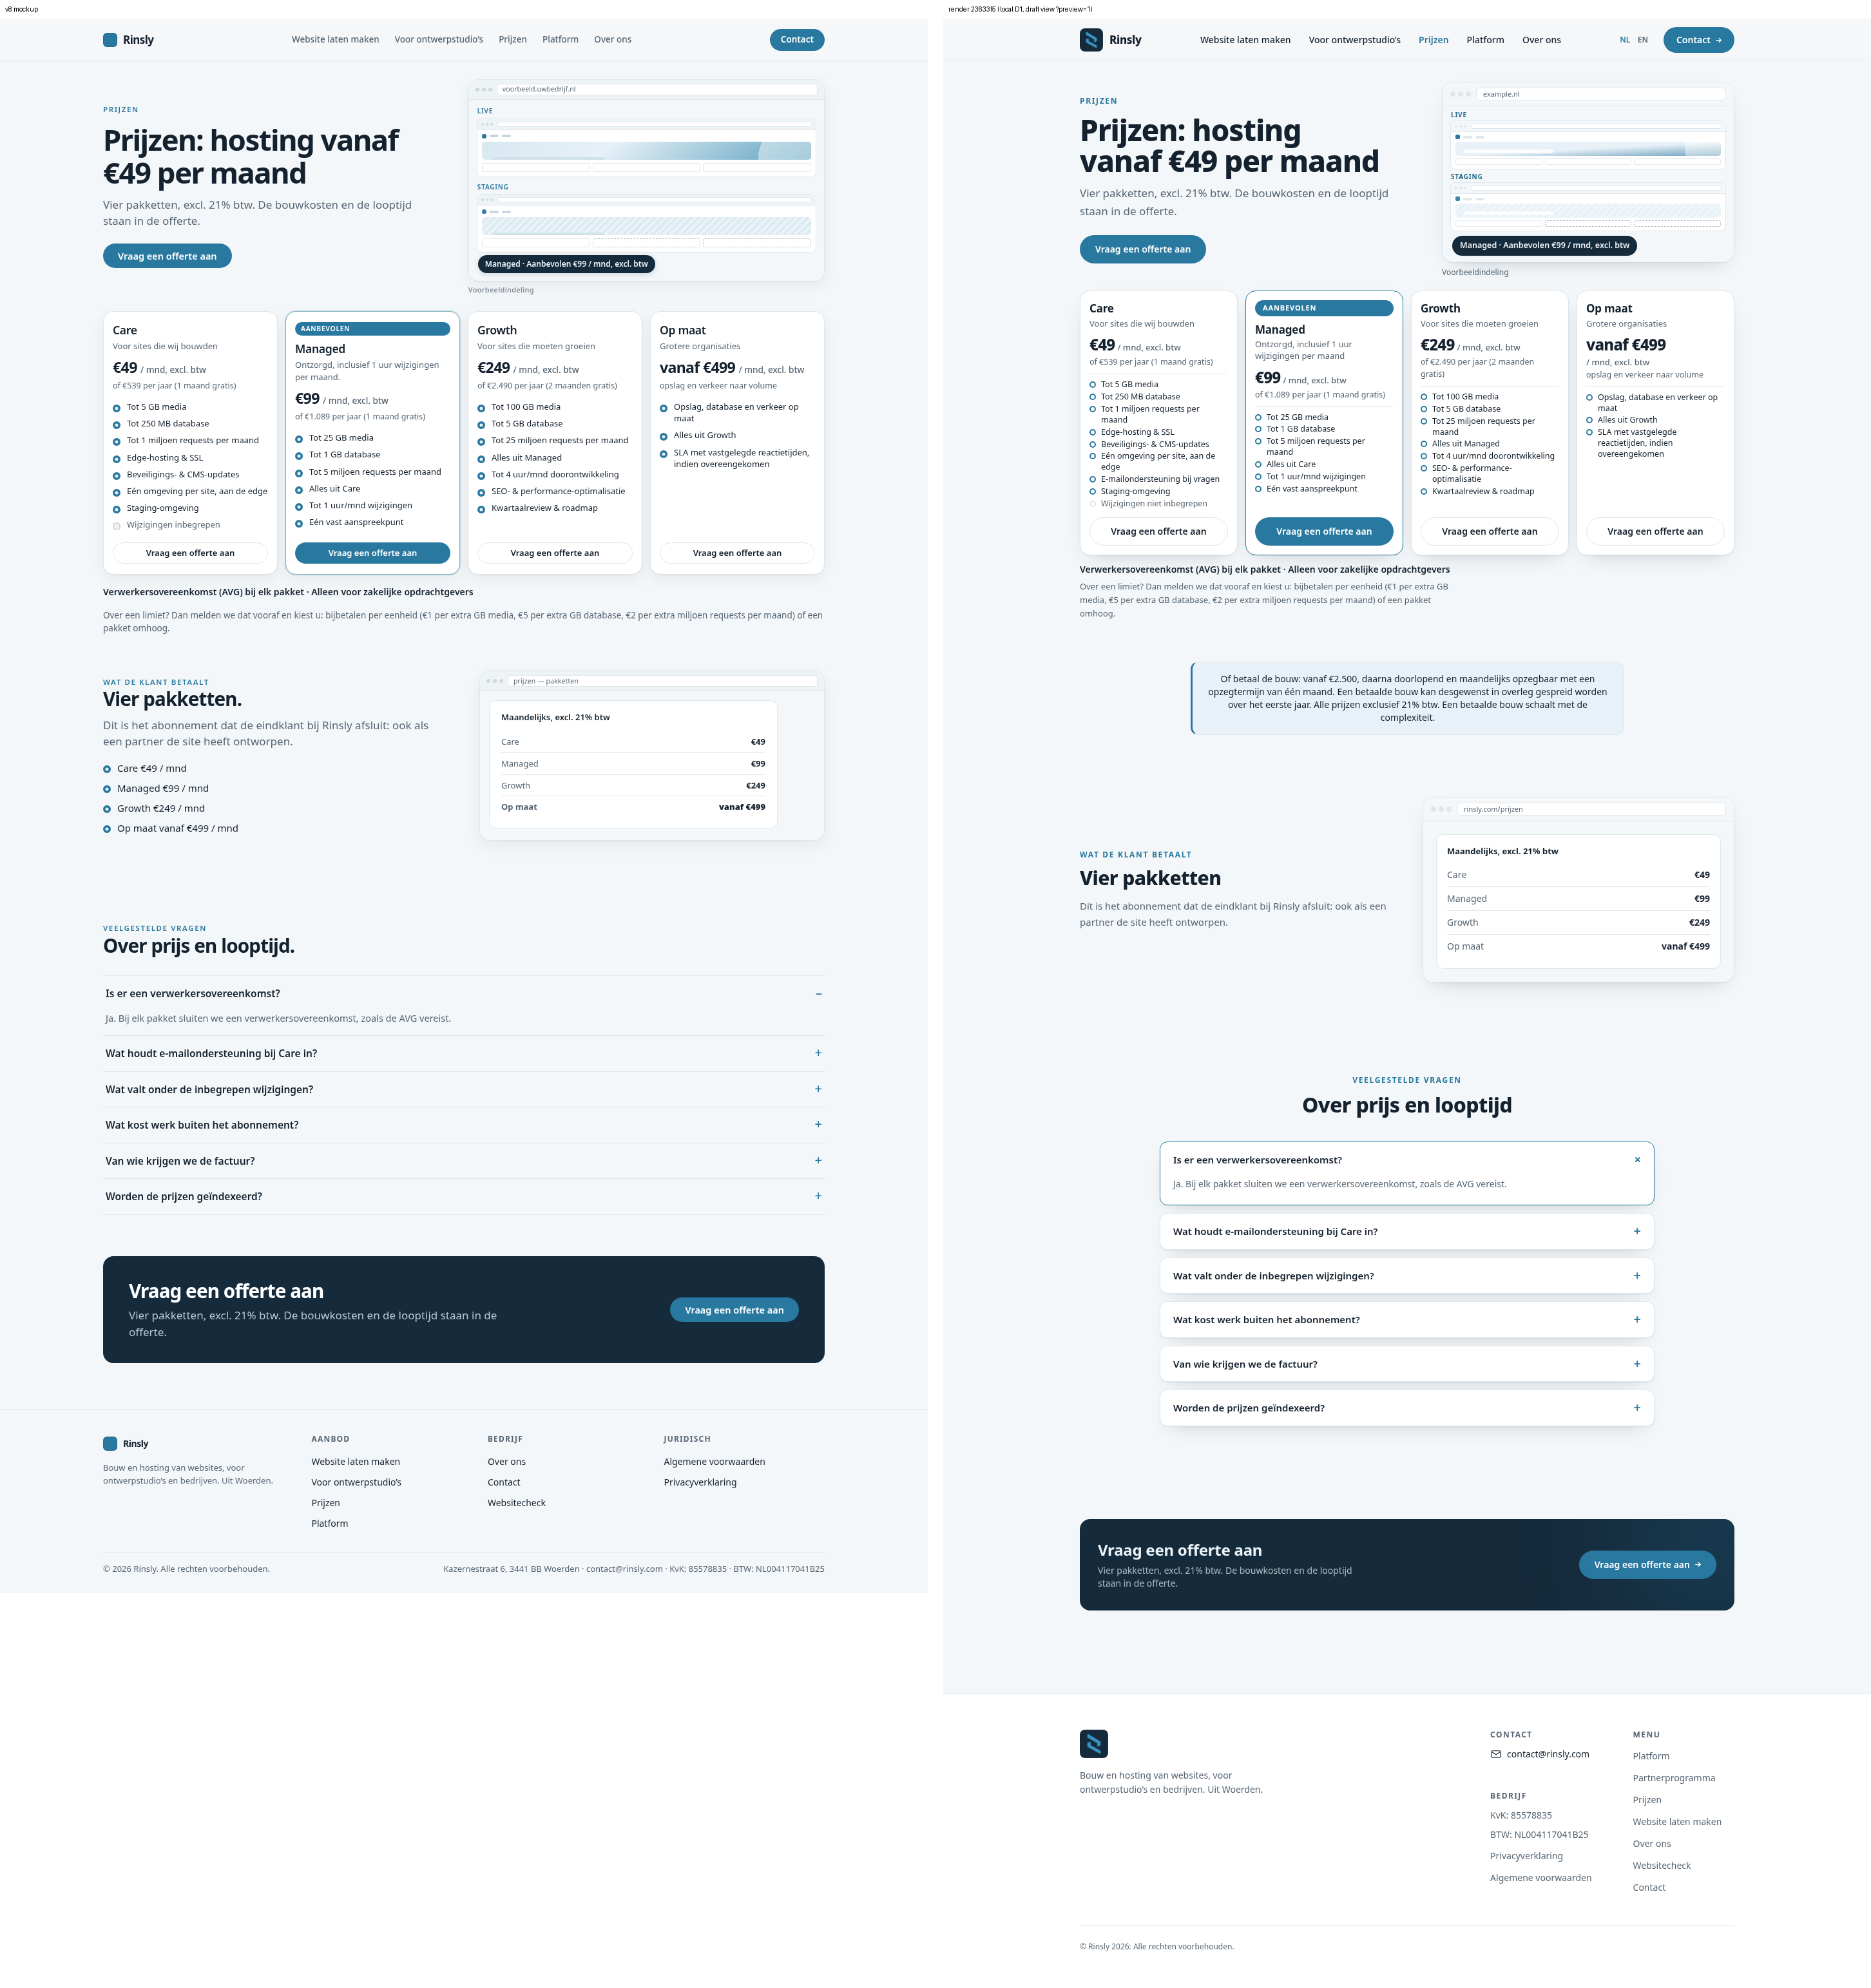 v8 mockup
Rinsly
Website laten maken
Voor ontwerpstudio's
Prijzen
Platform
Over ons
Contact
PRIJZEN
Prijzen: hosting vanaf
€49 per maand
Vier pakketten, excl. 21% btw. De bouwkosten en de looptijd
staan in de offerte.
Vraag een offerte aan
voorbeeld.uwbedrijf.nl
LIVE
STAGING
Managed · Aanbevolen €99 / mnd, excl. btw
Voorbeeldindeling
Care
Voor sites die wij bouwden
€49 / mnd, excl. btw
of €539 per jaar (1 maand gratis)
Tot 5 GB media
Tot 250 MB database
Tot 1 miljoen requests per maand
Edge-hosting & SSL
Beveiligings- & CMS-updates
Eén omgeving per site, aan de edge
Staging-omgeving
Wijzigingen inbegrepen
Vraag een offerte aan
AANBEVOLEN
Managed
Ontzorgd, inclusief 1 uur wijzigingen
per maand.
€99 / mnd, excl. btw
of €1.089 per jaar (1 maand gratis)
Tot 25 GB media
Tot 1 GB database
Tot 5 miljoen requests per maand
Alles uit Care
Tot 1 uur/mnd wijzigingen
Eén vast aanspreekpunt
Vraag een offerte aan
Growth
Voor sites die moeten groeien
€249 / mnd, excl. btw
of €2.490 per jaar (2 maanden gratis)
Tot 100 GB media
Tot 5 GB database
Tot 25 miljoen requests per maand
Alles uit Managed
Tot 4 uur/mnd doorontwikkeling
SEO- & performance-optimalisatie
Kwartaalreview & roadmap
Vraag een offerte aan
Op maat
Grotere organisaties
vanaf €499 / mnd, excl. btw
opslag en verkeer naar volume
Opslag, database en verkeer op
maat
Alles uit Growth
SLA met vastgelegde reactietijden,
indien overeengekomen
Vraag een offerte aan
Verwerkersovereenkomst (AVG) bij elk pakket · Alleen voor zakelijke opdrachtgevers
Over een limiet? Dan melden we dat vooraf en kiest u: bijbetalen per eenheid (€1 per extra GB media, €5 per extra GB database, €2 per extra miljoen requests per maand) of een
pakket omhoog.
WAT DE KLANT BETAALT
Vier pakketten.
Dit is het abonnement dat de eindklant bij Rinsly afsluit: ook als
een partner de site heeft ontworpen.
Care €49 / mnd
Managed €99 / mnd
Growth €249 / mnd
Op maat vanaf €499 / mnd
prijzen — pakketten
Maandelijks, excl. 21% btw
Care €49
Managed €99
Growth €249
Op maat vanaf €499
VEELGESTELDE VRAGEN
Over prijs en looptijd.
Is er een verwerkersovereenkomst? –
Ja. Bij elk pakket sluiten we een verwerkersovereenkomst, zoals de AVG vereist.
Wat houdt e-mailondersteuning bij Care in? +
Wat valt onder de inbegrepen wijzigingen? +
Wat kost werk buiten het abonnement? +
Van wie krijgen we de factuur? +
Worden de prijzen geïndexeerd? +
Vraag een offerte aan
Vier pakketten, excl. 21% btw. De bouwkosten en de looptijd staan in de
offerte.
Vraag een offerte aan
Rinsly
Bouw en hosting van websites, voor
ontwerpstudio's en bedrijven. Uit Woerden.
AANBOD
Website laten maken
Voor ontwerpstudio's
Prijzen
Platform
BEDRIJF
Over ons
Contact
Websitecheck
JURIDISCH
Algemene voorwaarden
Privacyverklaring
© 2026 Rinsly. Alle rechten voorbehouden.
Kazernestraat 6, 3441 BB Woerden · contact@rinsly.com · KvK: 85578835 · BTW: NL004117041B25
render 23633f5 (local D1, draft view ?preview=1)
Rinsly
Website laten maken
Voor ontwerpstudio's
Prijzen
Platform
Over ons
NL EN
Contact →
PRIJZEN
Prijzen: hosting
vanaf €49 per maand
Vier pakketten, excl. 21% btw. De bouwkosten en de looptijd
staan in de offerte.
Vraag een offerte aan
example.nl
LIVE
STAGING
Managed · Aanbevolen €99 / mnd, excl. btw
Voorbeeldindeling
Care
Voor sites die wij bouwden
€49 / mnd, excl. btw
of €539 per jaar (1 maand gratis)
Tot 5 GB media
Tot 250 MB database
Tot 1 miljoen requests per
maand
Edge-hosting & SSL
Beveiligings- & CMS-updates
Eén omgeving per site, aan de
edge
E-mailondersteuning bij vragen
Staging-omgeving
Wijzigingen niet inbegrepen
Vraag een offerte aan
AANBEVOLEN
Managed
Ontzorgd, inclusief 1 uur
wijzigingen per maand
€99 / mnd, excl. btw
of €1.089 per jaar (1 maand gratis)
Tot 25 GB media
Tot 1 GB database
Tot 5 miljoen requests per
maand
Alles uit Care
Tot 1 uur/mnd wijzigingen
Eén vast aanspreekpunt
Vraag een offerte aan
Growth
Voor sites die moeten groeien
€249 / mnd, excl. btw
of €2.490 per jaar (2 maanden
gratis)
Tot 100 GB media
Tot 5 GB database
Tot 25 miljoen requests per
maand
Alles uit Managed
Tot 4 uur/mnd doorontwikkeling
SEO- & performance-
optimalisatie
Kwartaalreview & roadmap
Vraag een offerte aan
Op maat
Grotere organisaties
vanaf €499
/ mnd, excl. btw
opslag en verkeer naar volume
Opslag, database en verkeer op
maat
Alles uit Growth
SLA met vastgelegde
reactietijden, indien
overeengekomen
Vraag een offerte aan
Verwerkersovereenkomst (AVG) bij elk pakket · Alleen voor zakelijke opdrachtgevers
Over een limiet? Dan melden we dat vooraf en kiest u: bijbetalen per eenheid (€1 per extra GB
media, €5 per extra GB database, €2 per extra miljoen requests per maand) of een pakket
omhoog.
Of betaal de bouw: vanaf €2.500, daarna doorlopend en maandelijks opzegbaar met een
opzegtermijn van één maand. Een betaalde bouw kan desgewenst in overleg gespreid worden
over het eerste jaar. Alle prijzen exclusief 21% btw. Een betaalde bouw schaalt met de
complexiteit.
WAT DE KLANT BETAALT
Vier pakketten
Dit is het abonnement dat de eindklant bij Rinsly afsluit: ook als een
partner de site heeft ontworpen.
rinsly.com/prijzen
Maandelijks, excl. 21% btw
Care €49
Managed €99
Growth €249
Op maat vanaf €499
VEELGESTELDE VRAGEN
Over prijs en looptijd
Is er een verwerkersovereenkomst? ×
Ja. Bij elk pakket sluiten we een verwerkersovereenkomst, zoals de AVG vereist.
Wat houdt e-mailondersteuning bij Care in? +
Wat valt onder de inbegrepen wijzigingen? +
Wat kost werk buiten het abonnement? +
Van wie krijgen we de factuur? +
Worden de prijzen geïndexeerd? +
Vraag een offerte aan
Vier pakketten, excl. 21% btw. De bouwkosten en de looptijd
staan in de offerte.
Vraag een offerte aan →
Bouw en hosting van websites, voor
ontwerpstudio's en bedrijven. Uit Woerden.
CONTACT
contact@rinsly.com
BEDRIJF
KvK: 85578835
BTW: NL004117041B25
Privacyverklaring
Algemene voorwaarden
MENU
Platform
Partnerprogramma
Prijzen
Website laten maken
Over ons
Websitecheck
Contact
© Rinsly 2026: Alle rechten voorbehouden.